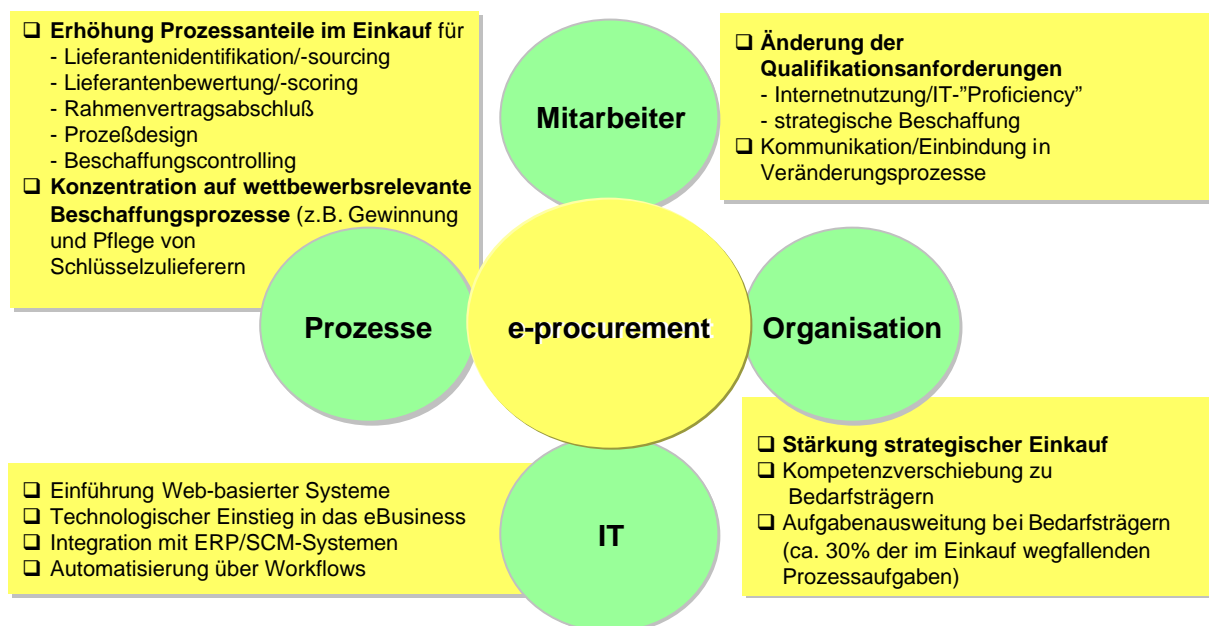 ❑ Erhöhung Prozessanteile im Einkauf für
- Lieferantenidentifikation/-sourcing
- Lieferantenbewertung/-scoring
- Rahmenvertragsabschluß
- Prozeßdesign
- Beschaffungscontrolling
❑ Konzentration auf wettbewerbsrelevante
Beschaffungsprozesse (z.B. Gewinnung
und Pflege von
Schlüsselzulieferern
Mitarbeiter
❑ Änderung der
Qualifikationsanforderungen
- Internetnutzung/IT-”Proficiency”
- strategische Beschaffung
❑ Kommunikation/Einbindung in
Veränderungsprozesse
Prozesse
e-procurement
Organisation
❑ Einführung Web-basierter Systeme
❑ Technologischer Einstieg in das eBusiness
❑ Integration mit ERP/SCM-Systemen
❑ Automatisierung über Workflows
IT
❑ Stärkung strategischer Einkauf
❑ Kompetenzverschiebung zu
Bedarfsträgern
❑ Aufgabenausweitung bei Bedarfsträgern
(ca. 30% der im Einkauf wegfallenden
Prozessaufgaben)